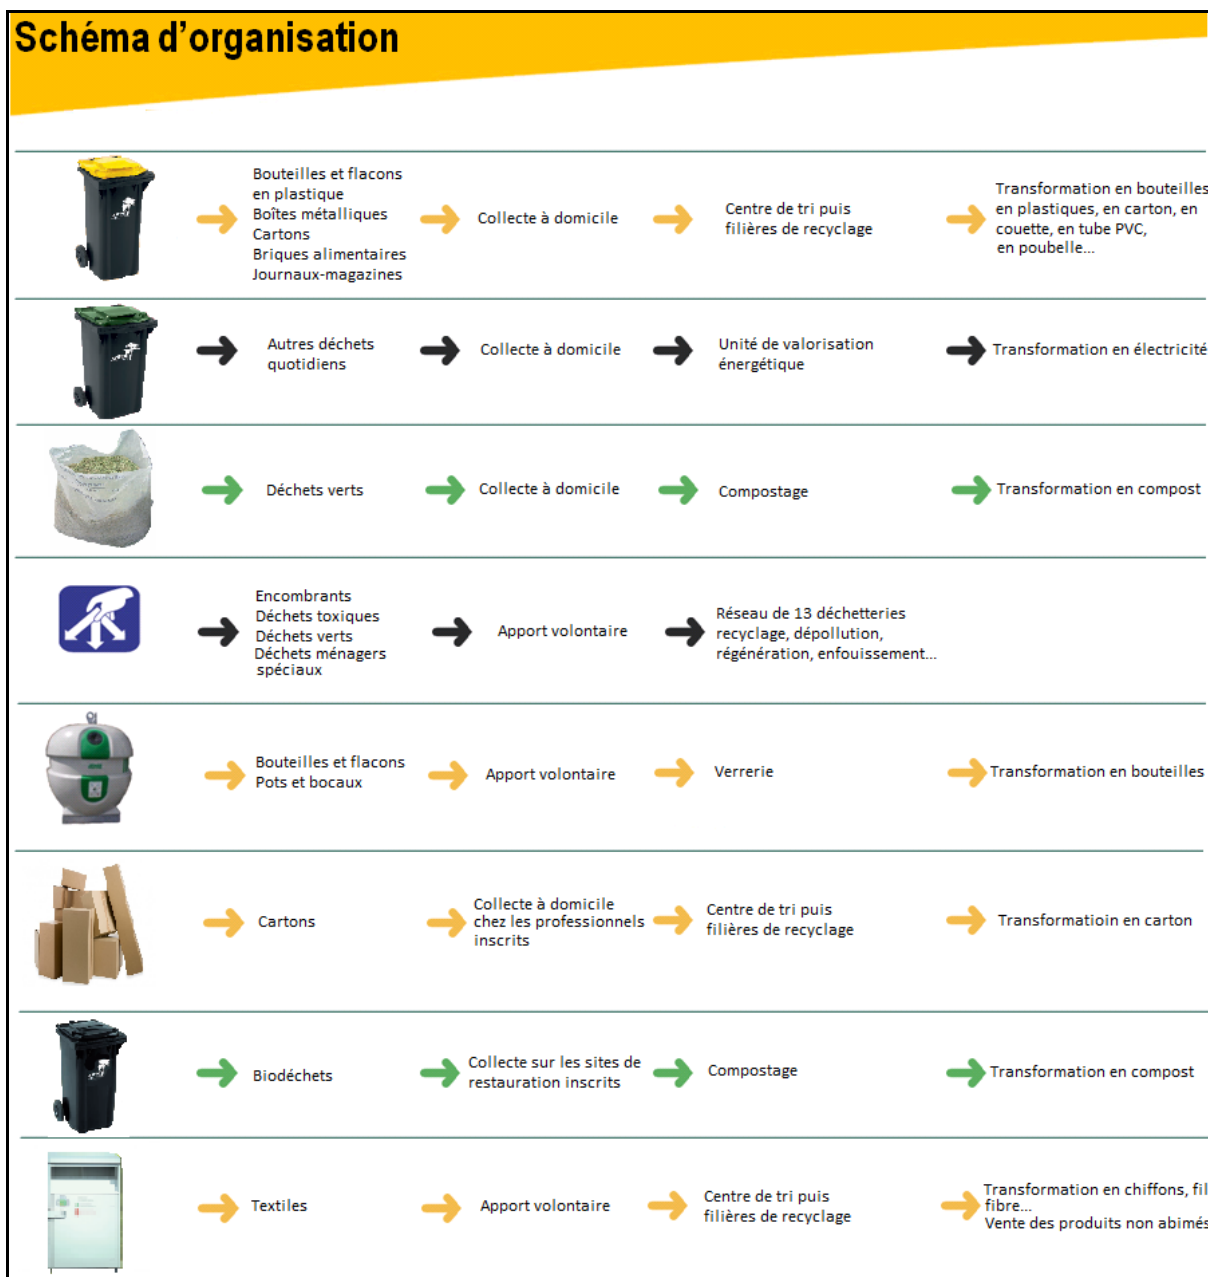 Schéma d'organisation
Bouteilles et flacons
en plastique
Boîtes métalliques
Cartons
Briques alimentaires
Journaux-magazines
Collecte à domicile
Centre de tri puis
filières de recyclage
Transformation en bouteilles
en plastiques, en carton, en
couette, en tube PVC,
en poubelle...
Autres déchets
quotidiens
Collecte à domicile
Unité de valorisation
énergétique
Transformation en électricité
Déchets verts
Collecte à domicile
Compostage
Transformation en compost
Encombrants
Déchets toxiques
Déchets verts
Déchets ménagers
spéciaux
Apport volontaire
Réseau de 13 déchetteries
recyclage, dépollution,
régénération, enfouissement...
Bouteilles et flacons
Pots et bocaux
Apport volontaire
Verrerie
Transformation en bouteilles
Cartons
Collecte à domicile
chez les professionnels
inscrits
Centre de tri puis
filières de recyclage
Transformatioin en carton
Biodéchets
Collecte sur les sites de
restauration inscrits
Compostage
Transformation en compost
Textiles
Apport volontaire
Centre de tri puis
filières de recyclage
Transformation en chiffons, fil
fibre...
Vente des produits non abimés